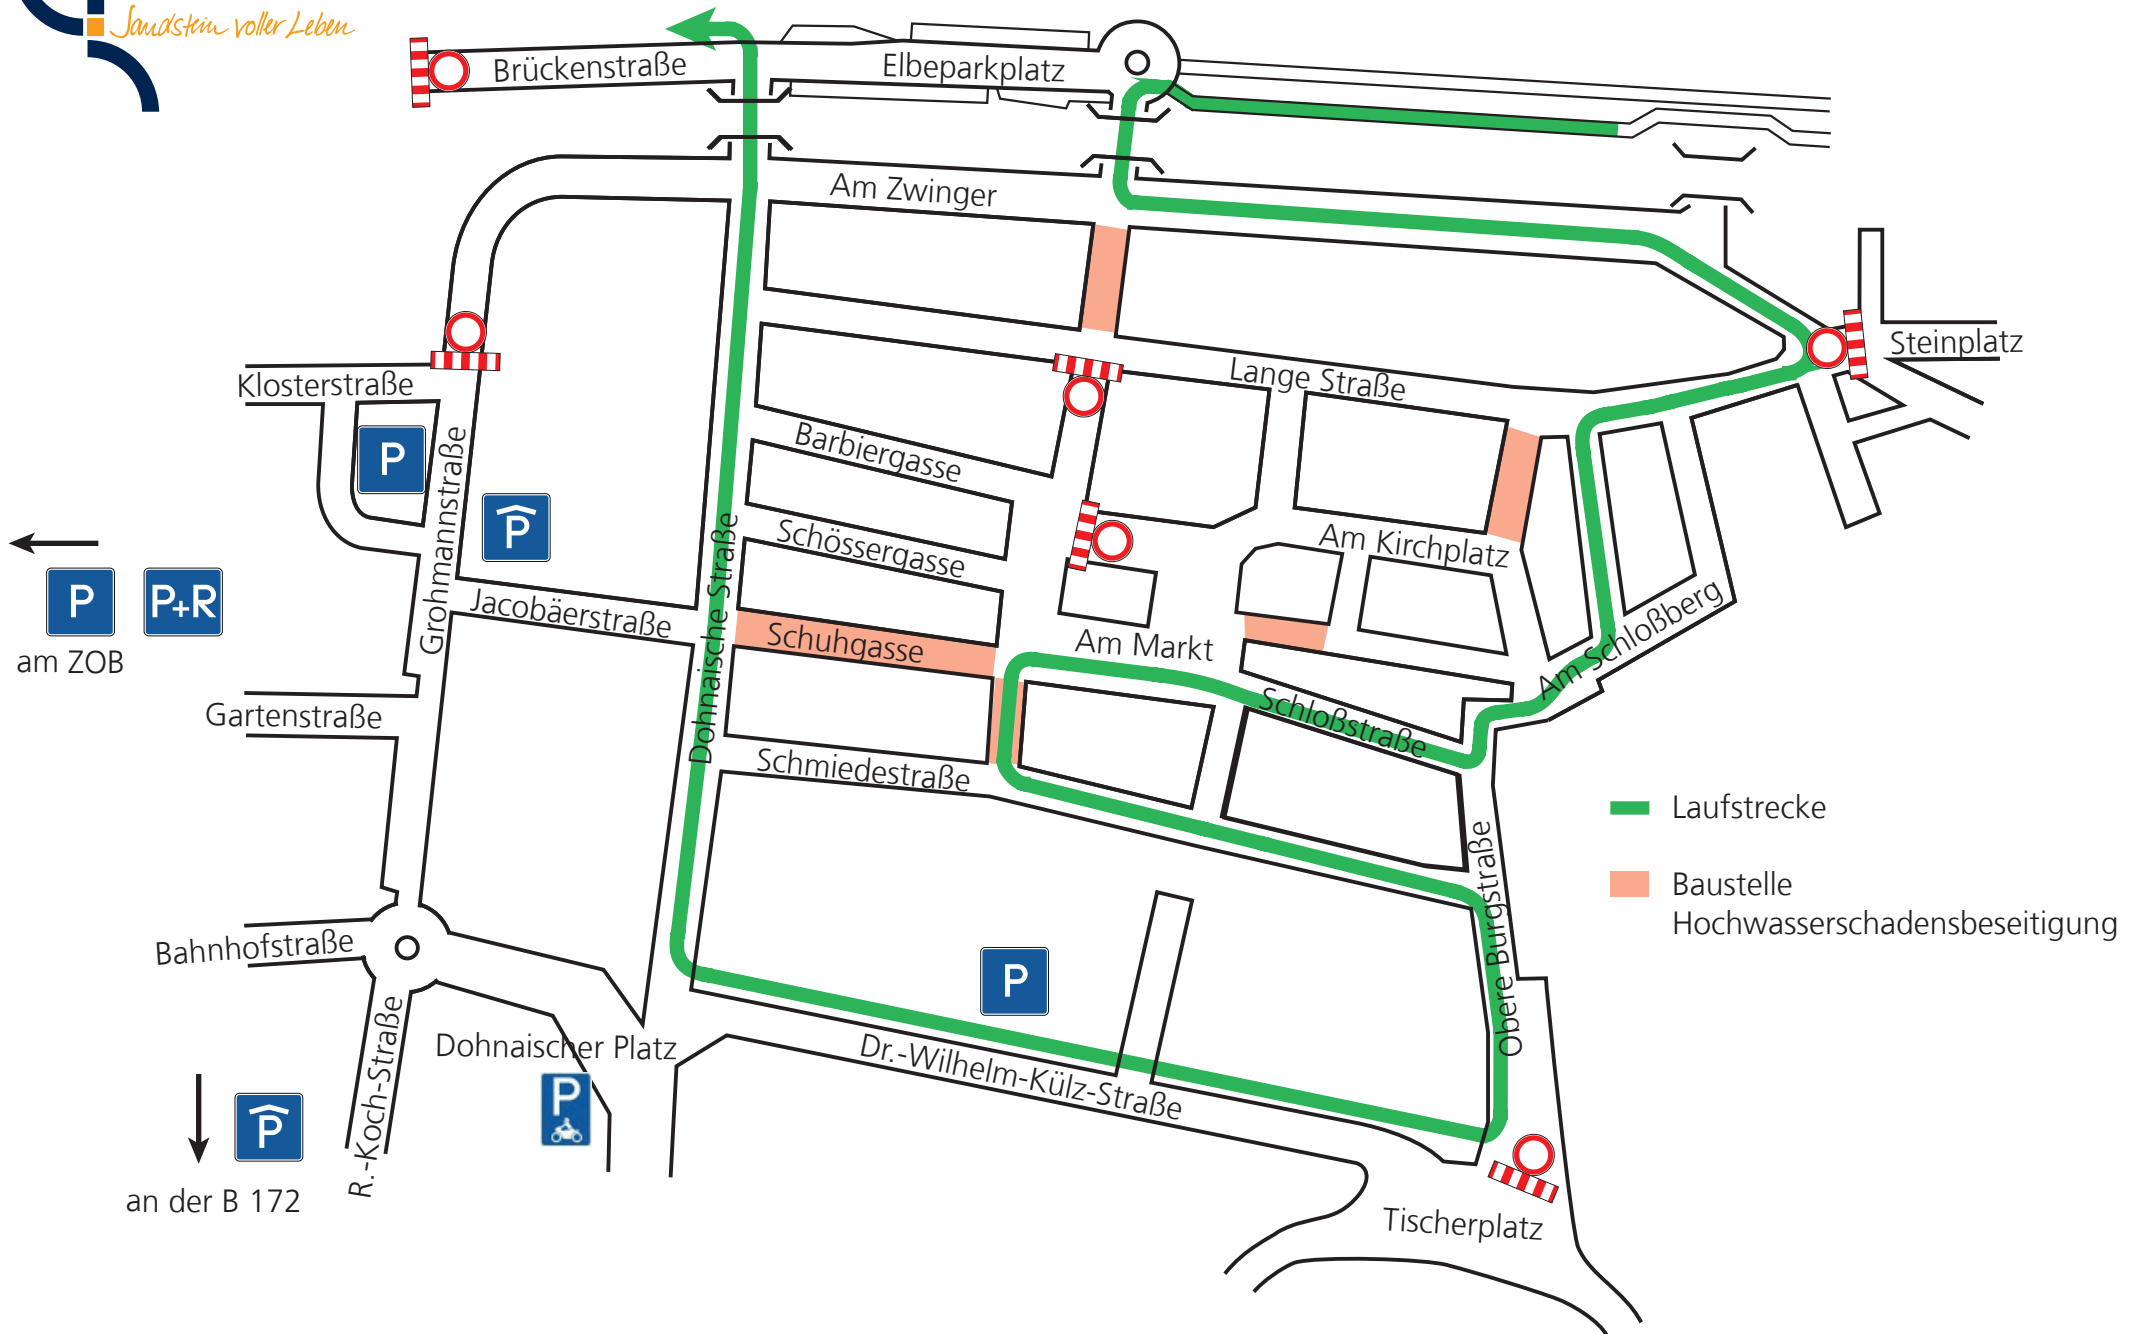 Sandstein voller Leben
Brückenstraße
Elbeparkplatz
Am Zwinger
Steinplatz
Klosterstraße
Lange Straße
P
Barbiergasse
Grohmannstraße
P
Schössergasse
Am Kirchplatz
Dohnaische Straße
P
P+R
Jacobäerstraße
Schuhgasse
Am Markt
Am Schloßberg
am ZOB
Gartenstraße
Schloßstraße
Schmiedestraße
Laufstrecke
Obere Burgstraße
Baustelle
Hochwasserschadensbeseitigung
Bahnhofstraße
P
R.-Koch-Straße
Dohnaischer Platz
Dr.-Wilhelm-Külz-Straße
P
P
an der B 172
Tischerplatz